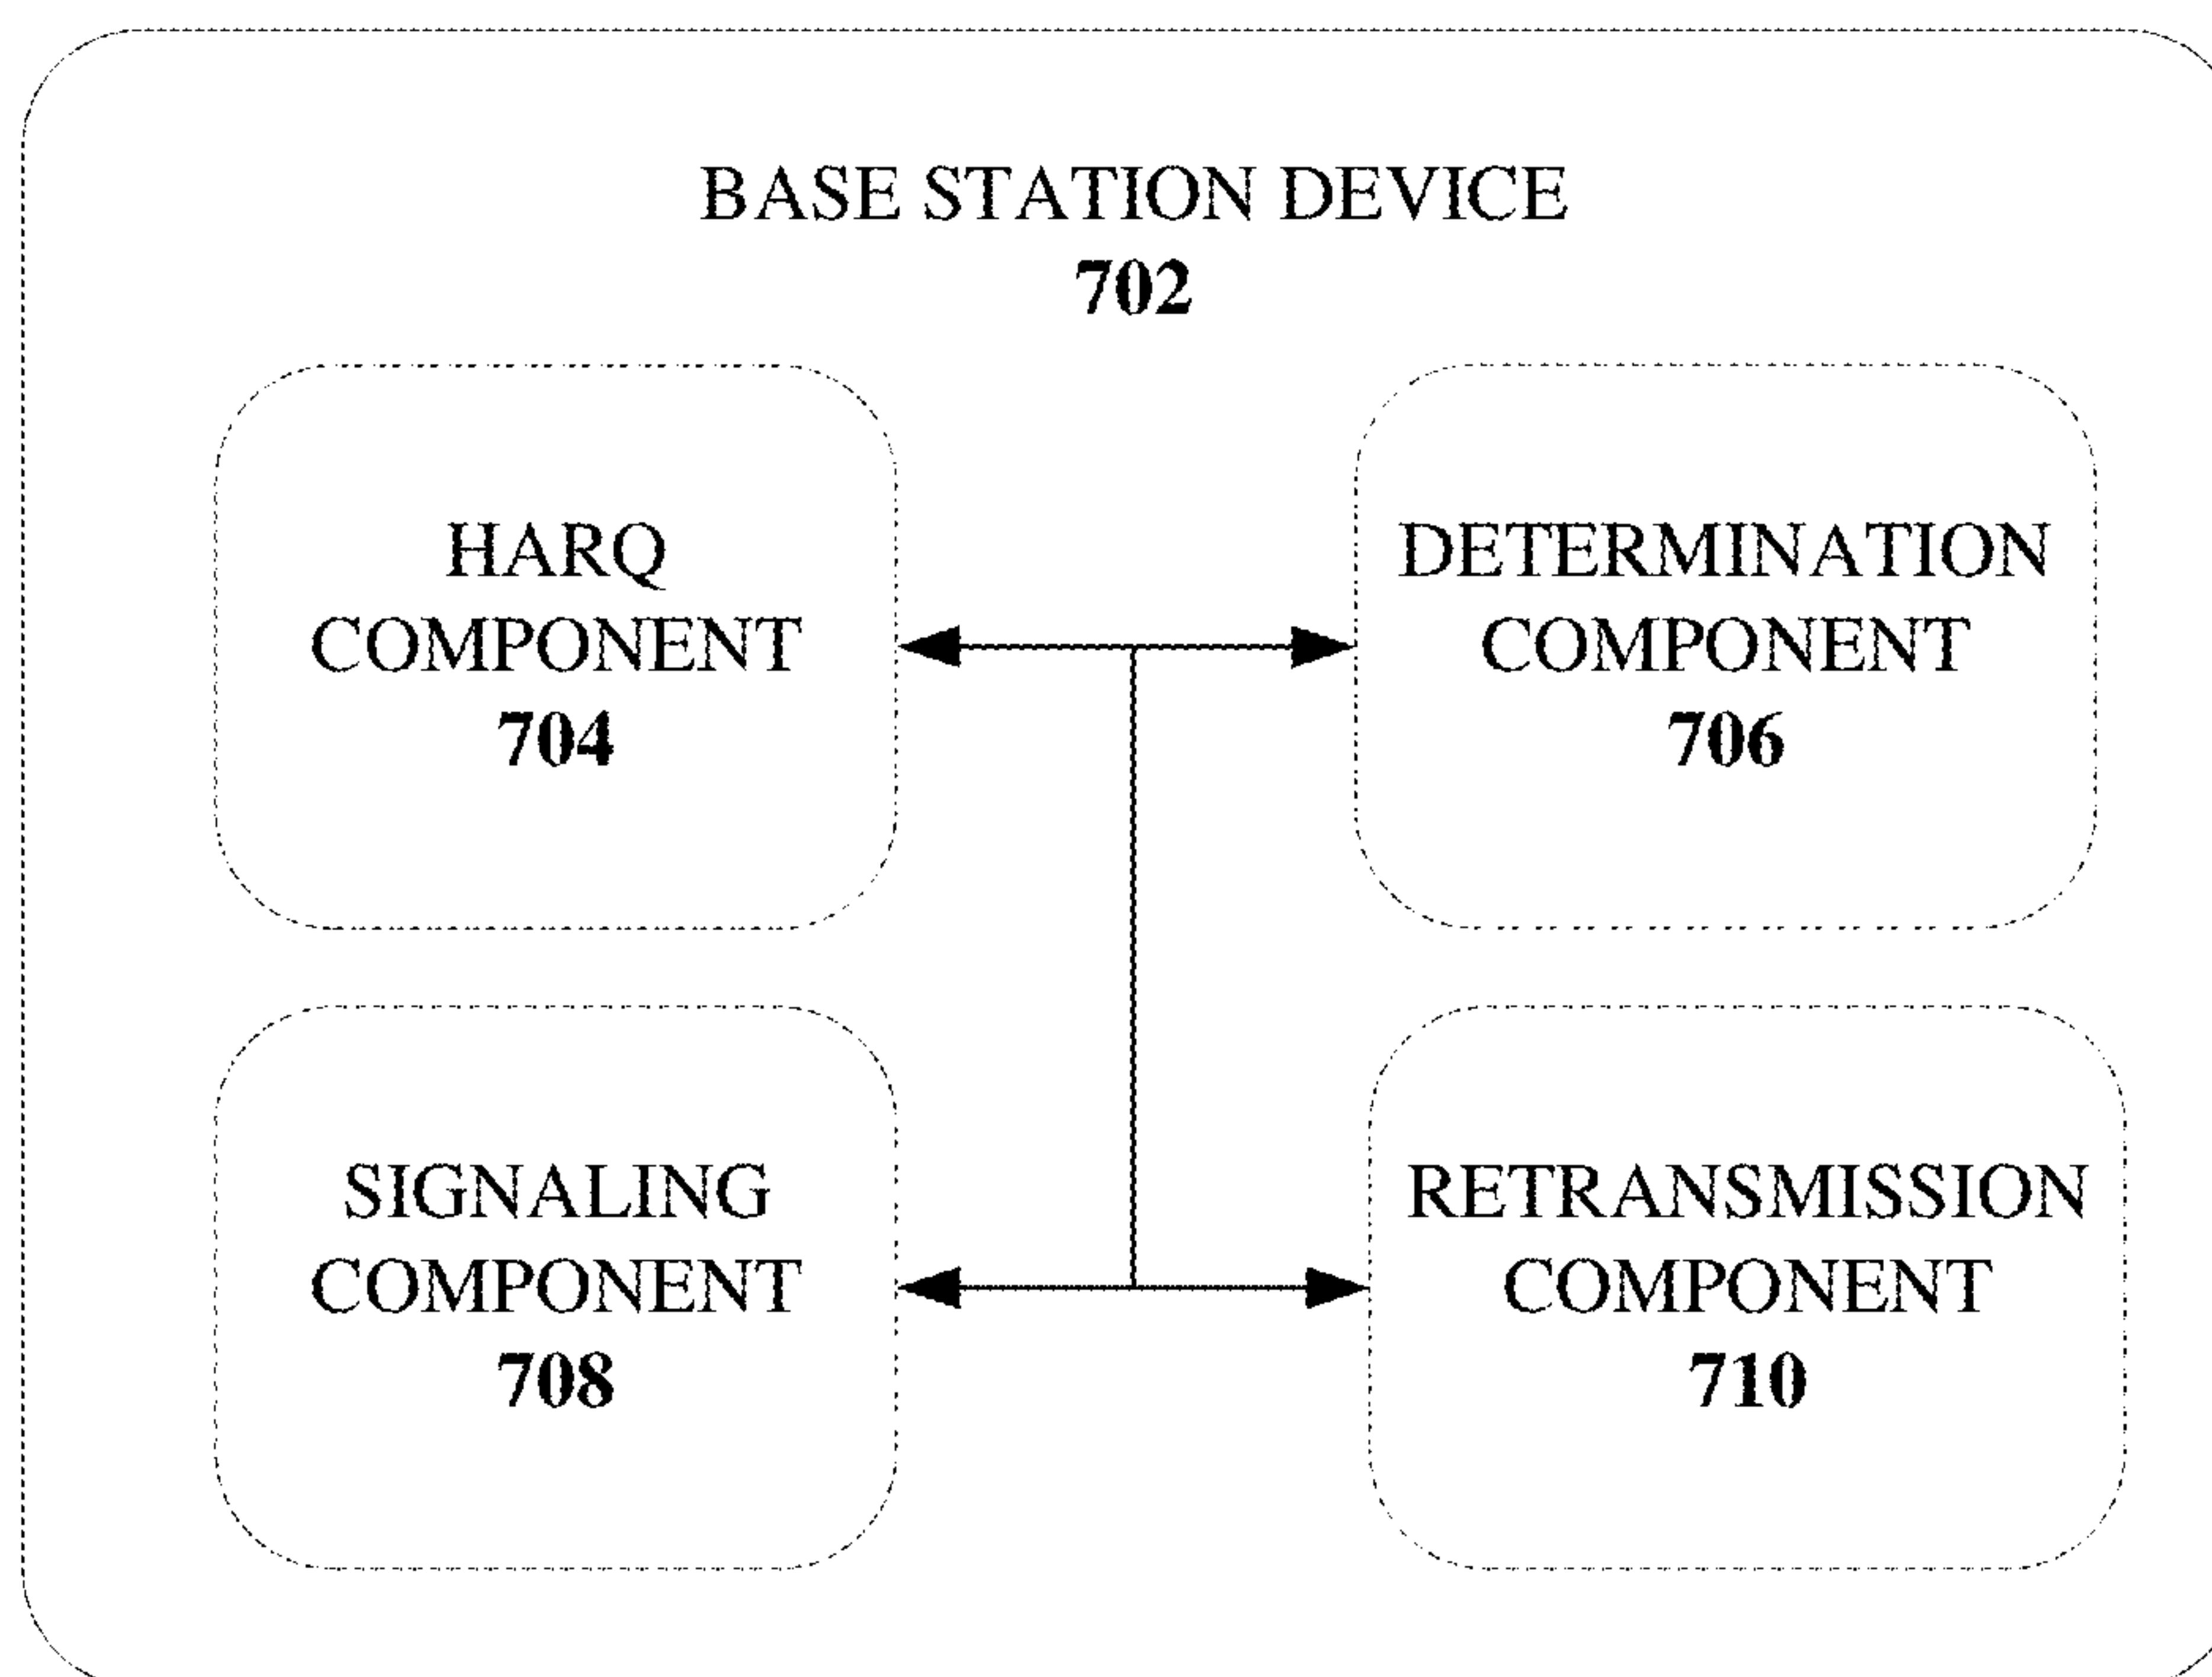 BASE STATION DEVICE
702
HARQ
COMPONENT
704
DETERMINATION
COMPONENT
706
SIGNALING
COMPONENT
708
RETRANSMISSION
COMPONENT
710